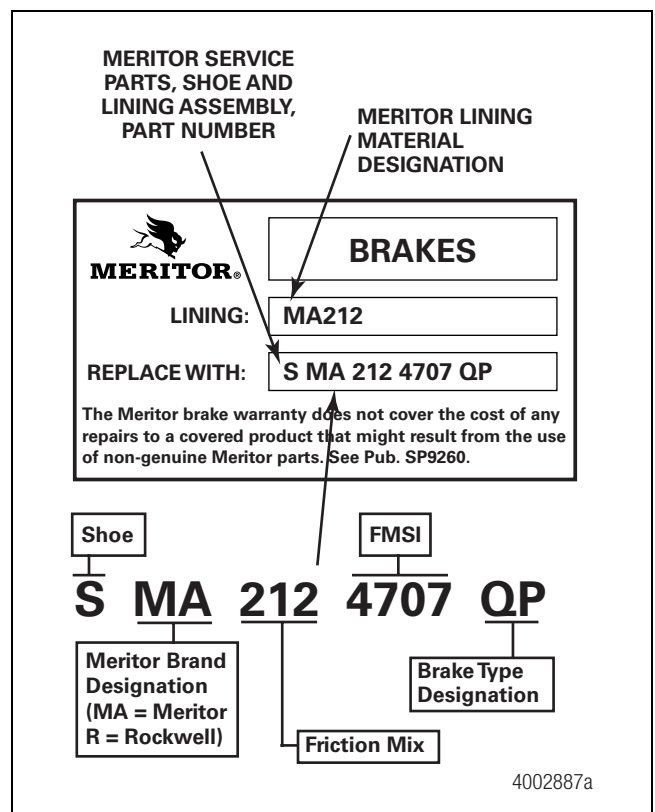 MERITOR SERVICE
PARTS, SHOE AND
LINING ASSEMBLY,
PART NUMBER
MERITOR LINING
MATERIAL
DESIGNATION
MERITOR®
BRAKES
LINING:
MA212
REPLACE WITH:
S MA 212 4707 QP
The Meritor brake warranty does not cover the cost of any
repairs to a covered product that might result from the use
of non-genuine Meritor parts. See Pub. SP9260.
Shoe
FMSI
S MA 212 4707 QP
Meritor Brand
Designation
(MA = Meritor
R = Rockwell)
Brake Type
Designation
Friction Mix
4002887a